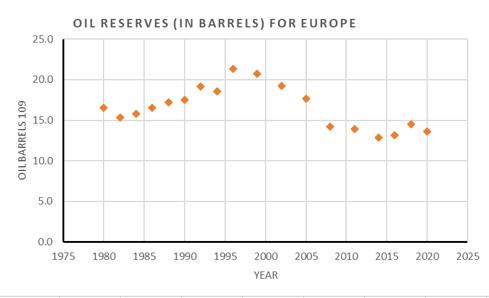 OIL RESERVES (IN BARRELS) FOR EUROPE
25.0
20.0
15.0
10.0
5.0
0.0
OIL BARRELS 109
1975 1980 1985 1990 1995 2000 2005 2010 2015 2020 2025
YEAR